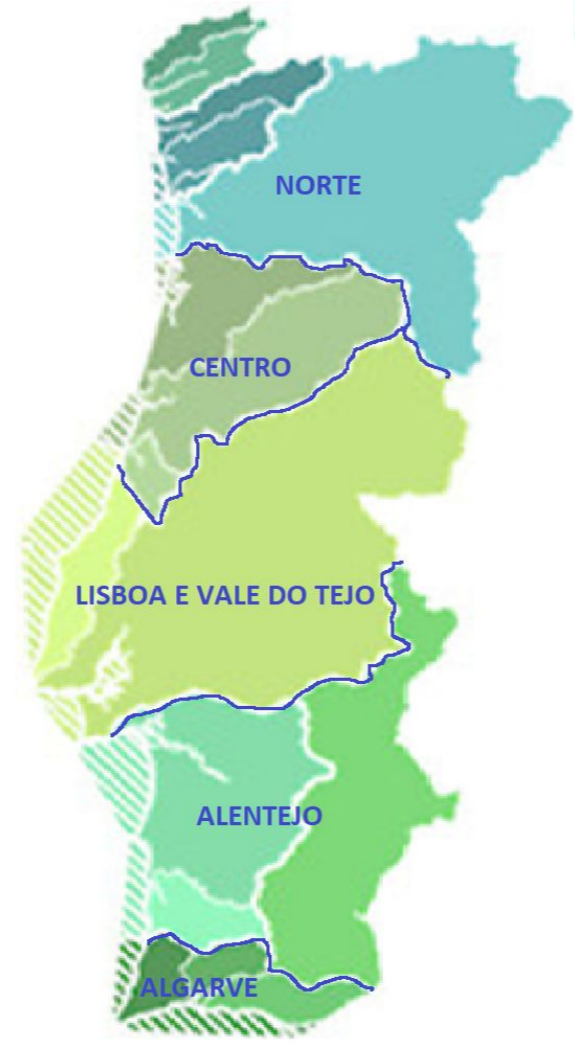 NORTE
CENTRO
LISBOA E VALE DO TEJO
ALENTEJO
ALGARVE